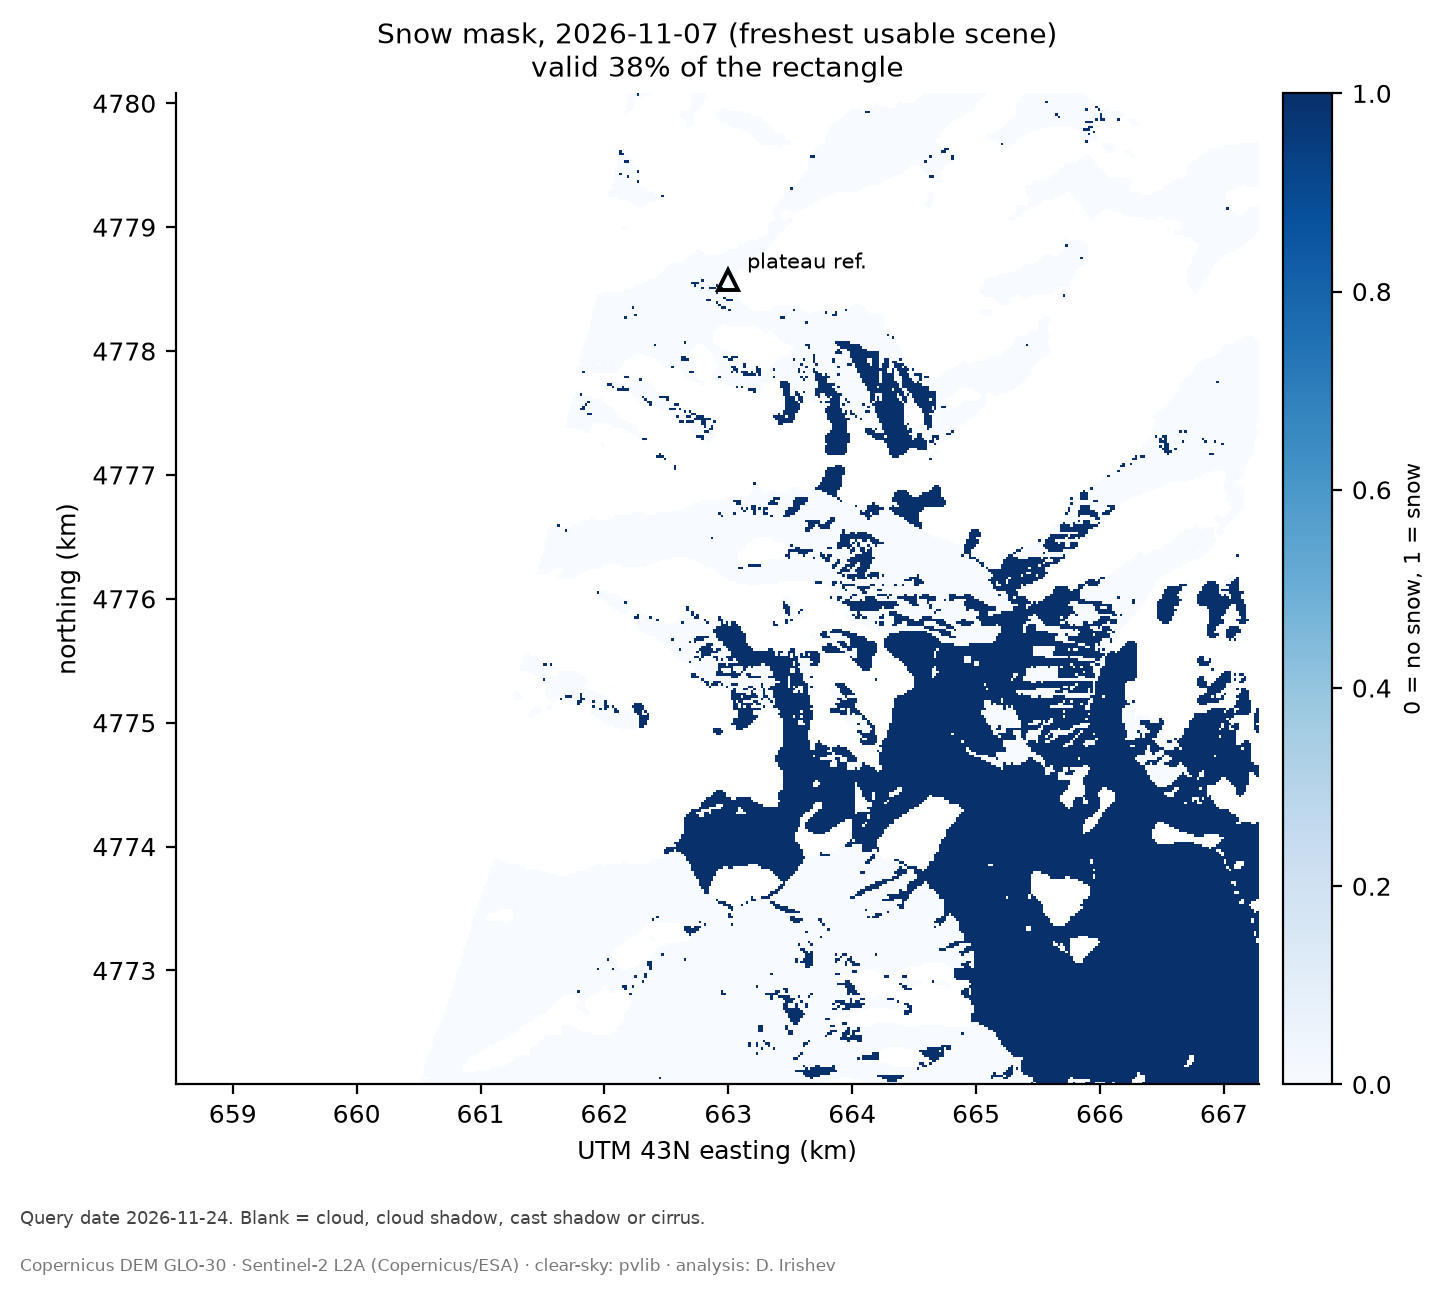 Snow mask, 2026-11-07 (freshest usable scene)
valid 38% of the rectangle
4780
4779
4778
4777
4776
4775
4774
4773
northing (km)
plateau ref.
659
660
661
662
663
664
665
666
667
UTM 43N easting (km)
1.0
0.8
0.6
0.4
0.2
0.0
0 = no snow, 1 = snow
Query date 2026-11-24. Blank = cloud, cloud shadow, cast shadow or cirrus.
Copernicus DEM GLO-30 · Sentinel-2 L2A (Copernicus/ESA) · clear-sky: pvlib · analysis: D. Irishev